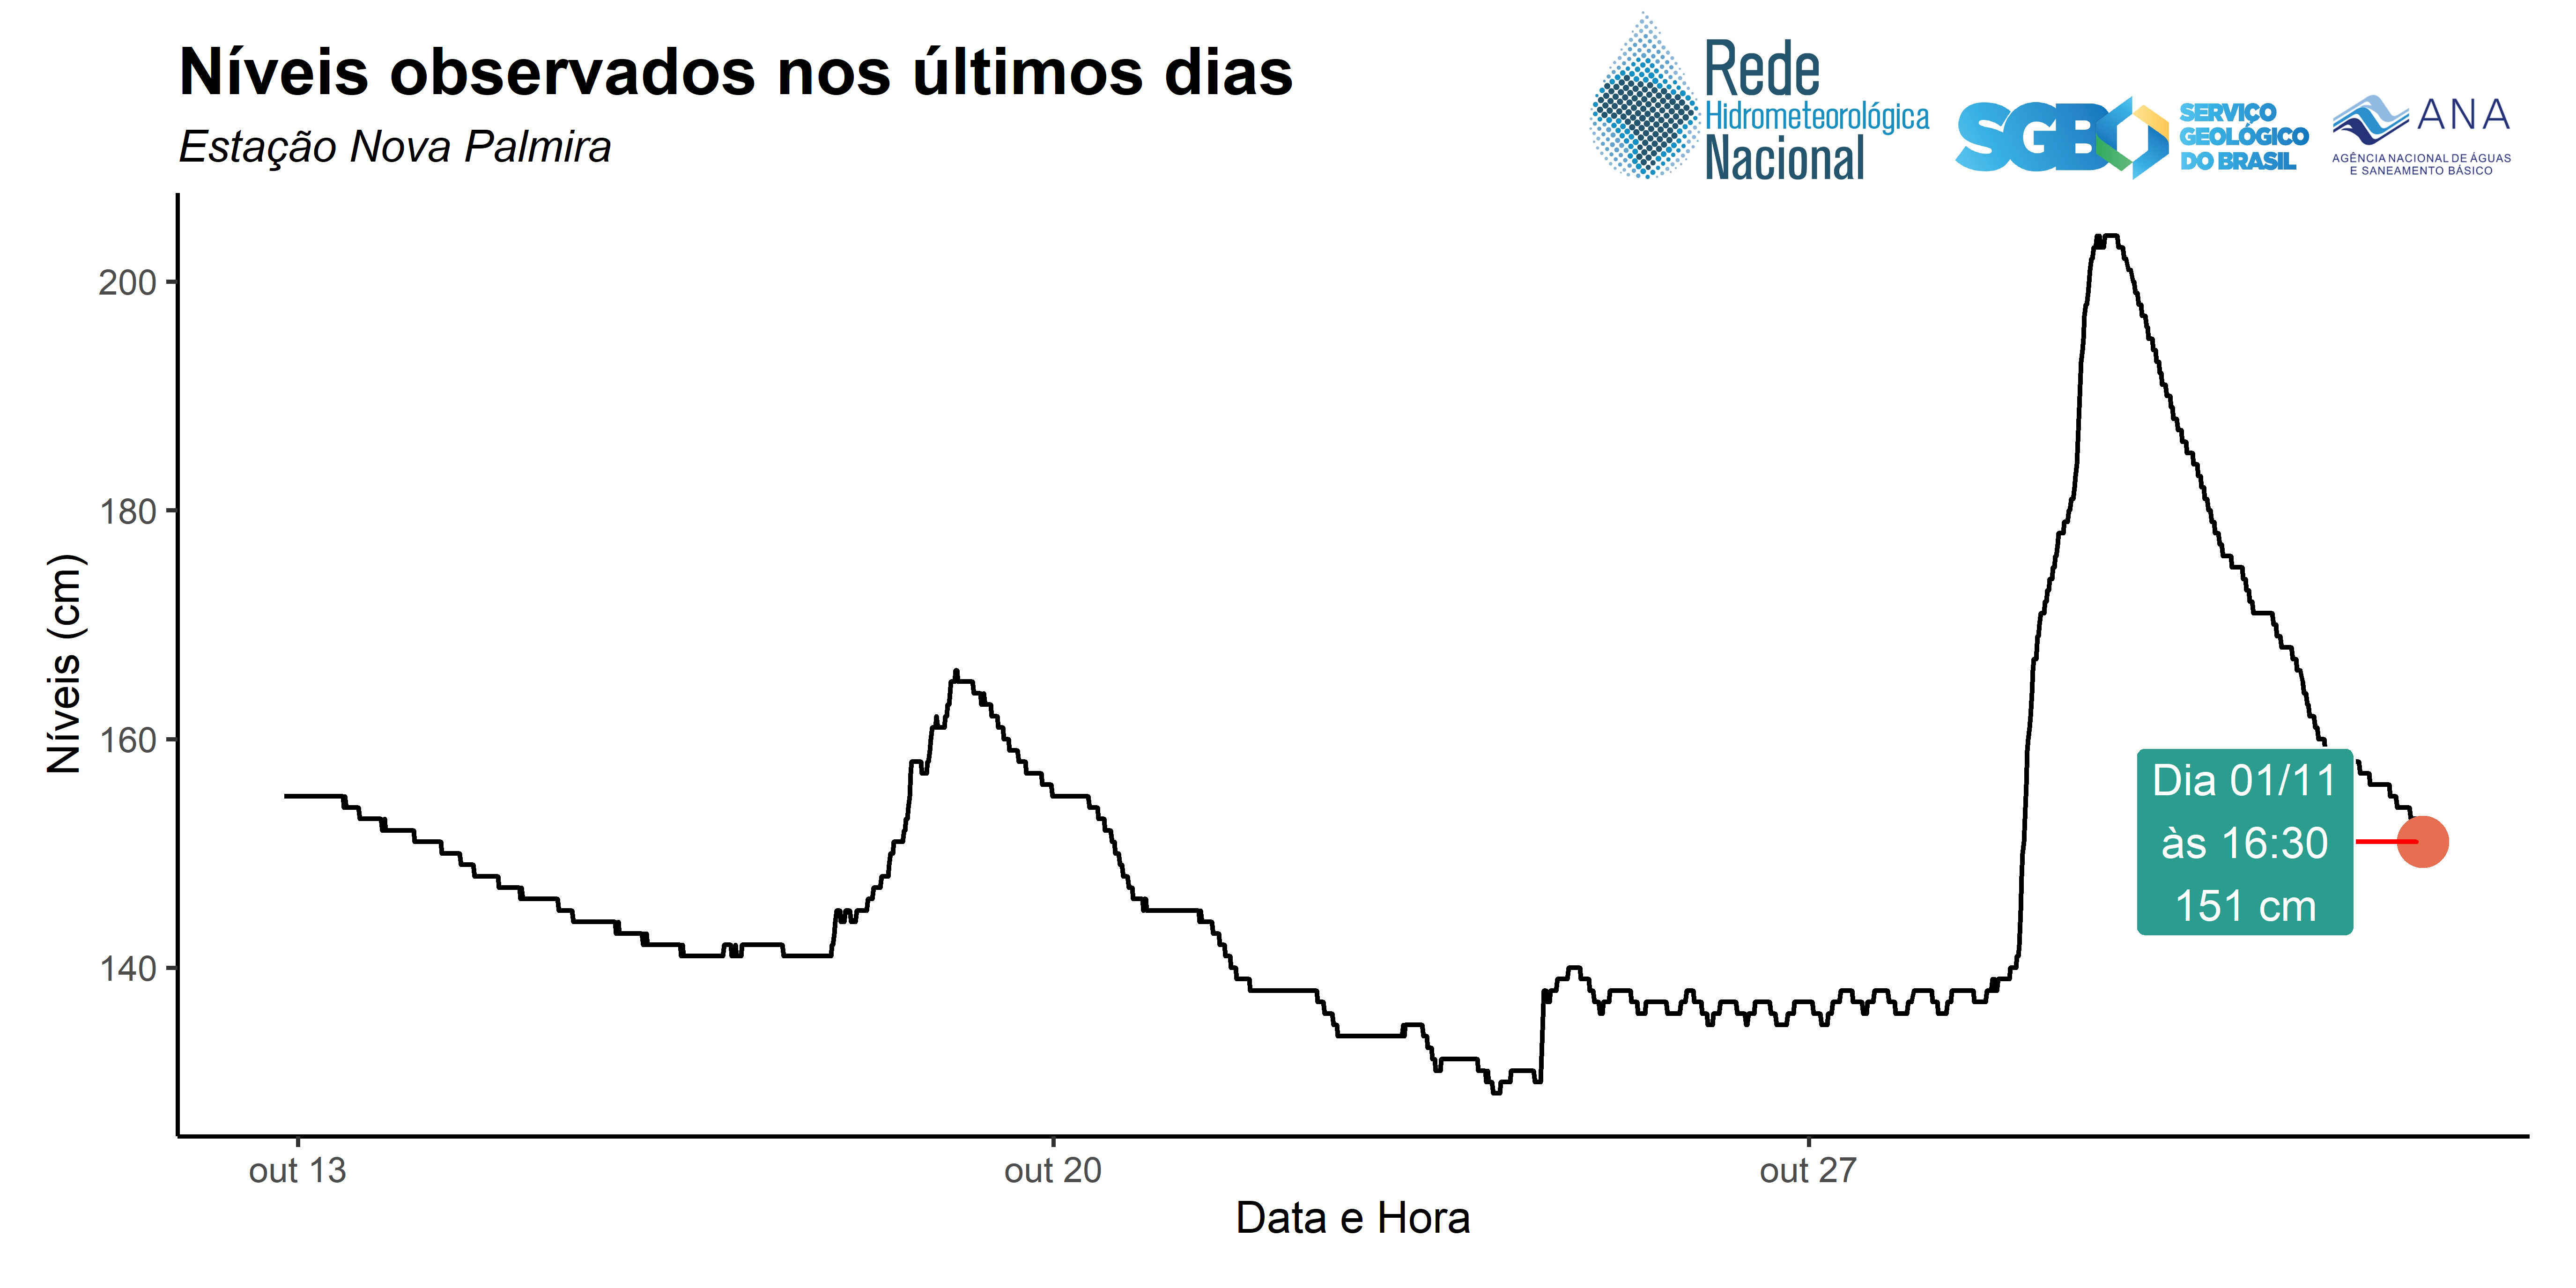 Níveis observados nos últimos dias
Estação Nova Palmira
Rede
Hidrometeorológica
Nacional
SGB
SERVIÇO
GEOLÓGICO
DO BRASIL
ANA
AGÊNCIA NACIONAL DE ÁGUAS
E SANEAMENTO BÁSICO
Níveis (cm)
200
180
160
140
Dia 01/11
às 16:30
151 cm
out 13
out 20
out 27
Data e Hora